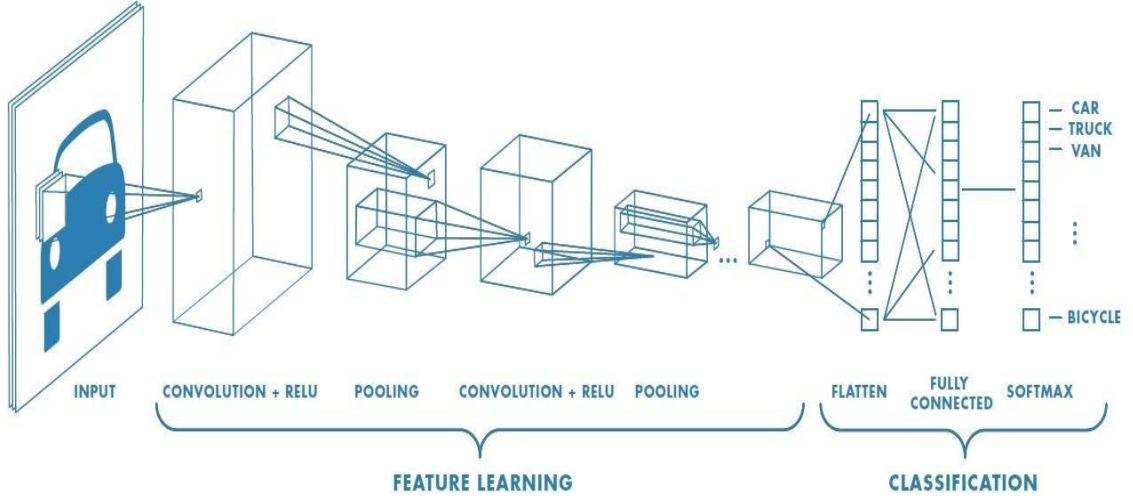 CAR
TRUCK
VAN
BICYCLE
INPUT
CONVOLUTION + RELU
POOLING
CONVOLUTION + RELU
POOLING
FLATTEN
FULLY
CONNECTED
SOFTMAX
FEATURE LEARNING
CLASSIFICATION